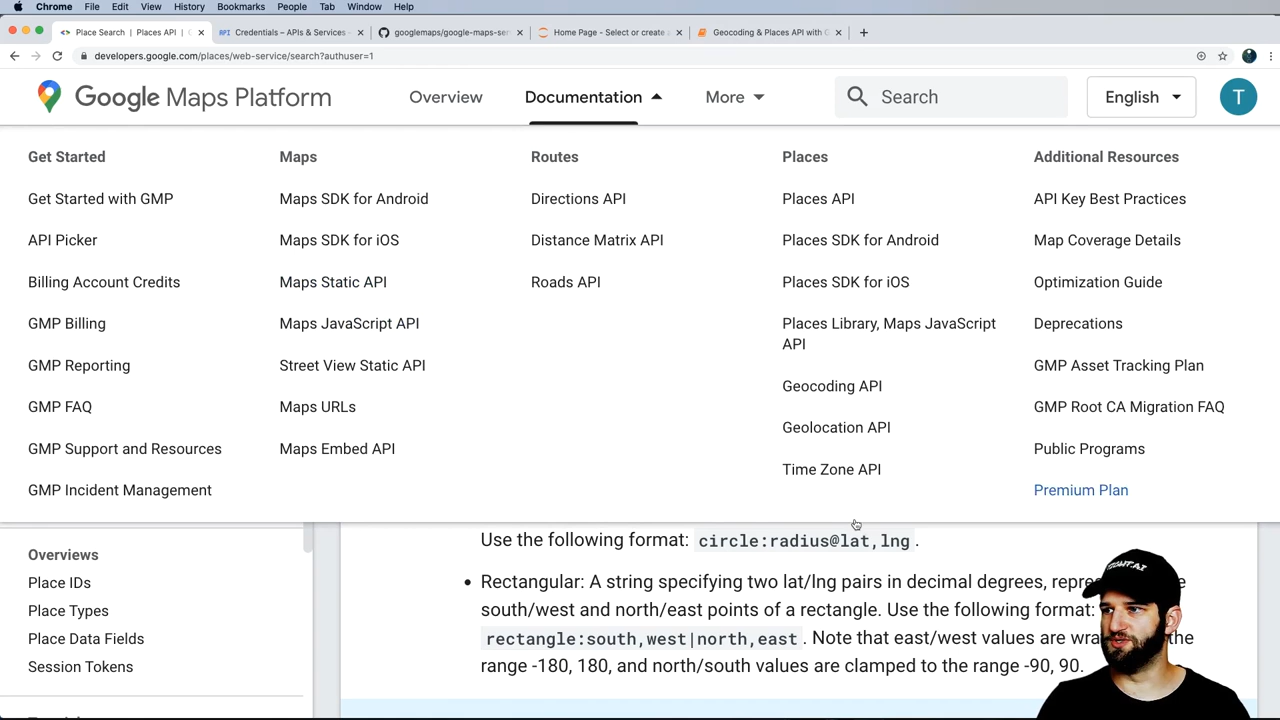 Chrome File Edit View History Bookmarks People Tab Window Help
Place Search | Places API |
API Credentials – APIs & Services -
googlemaps/google-maps-ser
Home Page - Select or create
Geocoding & Places API with G
developers.google.com/places/web-service/search?authuser=1
Google Maps Platform
Overview
Documentation
More
Search
English
T
Get Started
Get Started with GMP
API Picker
Billing Account Credits
GMP Billing
GMP Reporting
GMP FAQ
GMP Support and Resources
GMP Incident Management
Maps
Maps SDK for Android
Maps SDK for iOS
Maps Static API
Maps JavaScript API
Street View Static API
Maps URLs
Maps Embed API
Routes
Directions API
Distance Matrix API
Roads API
Places
Places API
Places SDK for Android
Places SDK for iOS
Places Library, Maps JavaScript
API
Geocoding API
Geolocation API
Time Zone API
Additional Resources
API Key Best Practices
Map Coverage Details
Optimization Guide
Deprecations
GMP Asset Tracking Plan
GMP Root CA Migration FAQ
Public Programs
Premium Plan
Overviews
Place IDs
Place Types
Place Data Fields
Session Tokens
Use the following format: circle:radius@lat,lng.
• Rectangular: A string specifying two lat/lng pairs in decimal degrees, repre
south/west and north/east points of a rectangle. Use the following format:
rectangle:south,west|north,east. Note that east/west values are wra the
range -180, 180, and north/south values are clamped to the range -90, 90.